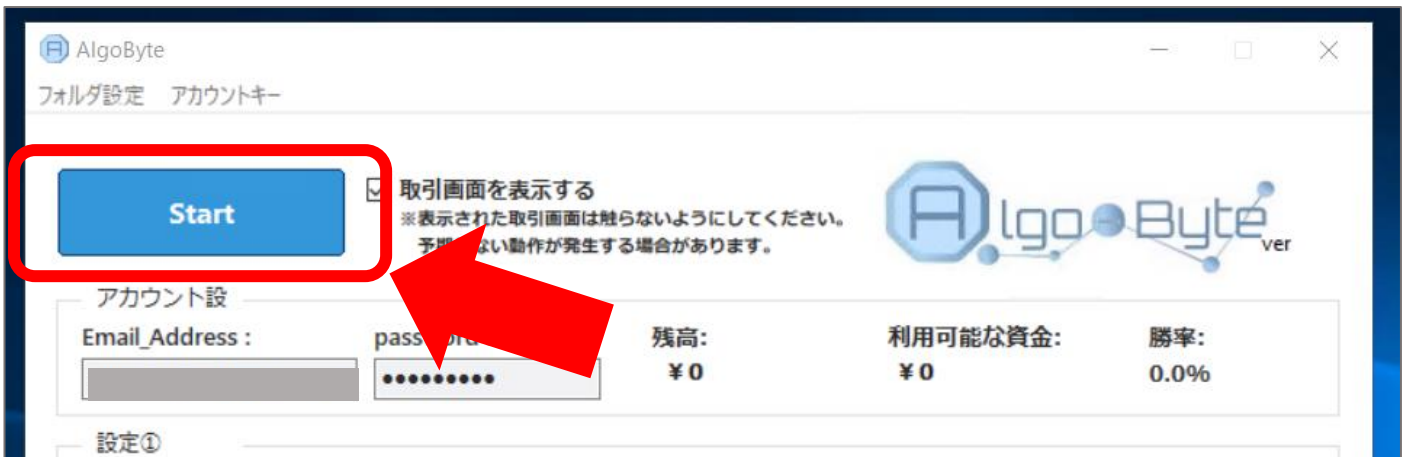 AlgoByte
フォルダ設定 アカウントキー
Start
取引画面を表示する
※表示された取引画面は触らないようにしてください。
ない動作が発生する場合があります。
AlgoByte
ver
アカウント設
Email_Address :
残高:
利用可能な資金:
勝率:
•••••••••
¥0
¥0
0.0%
設定①